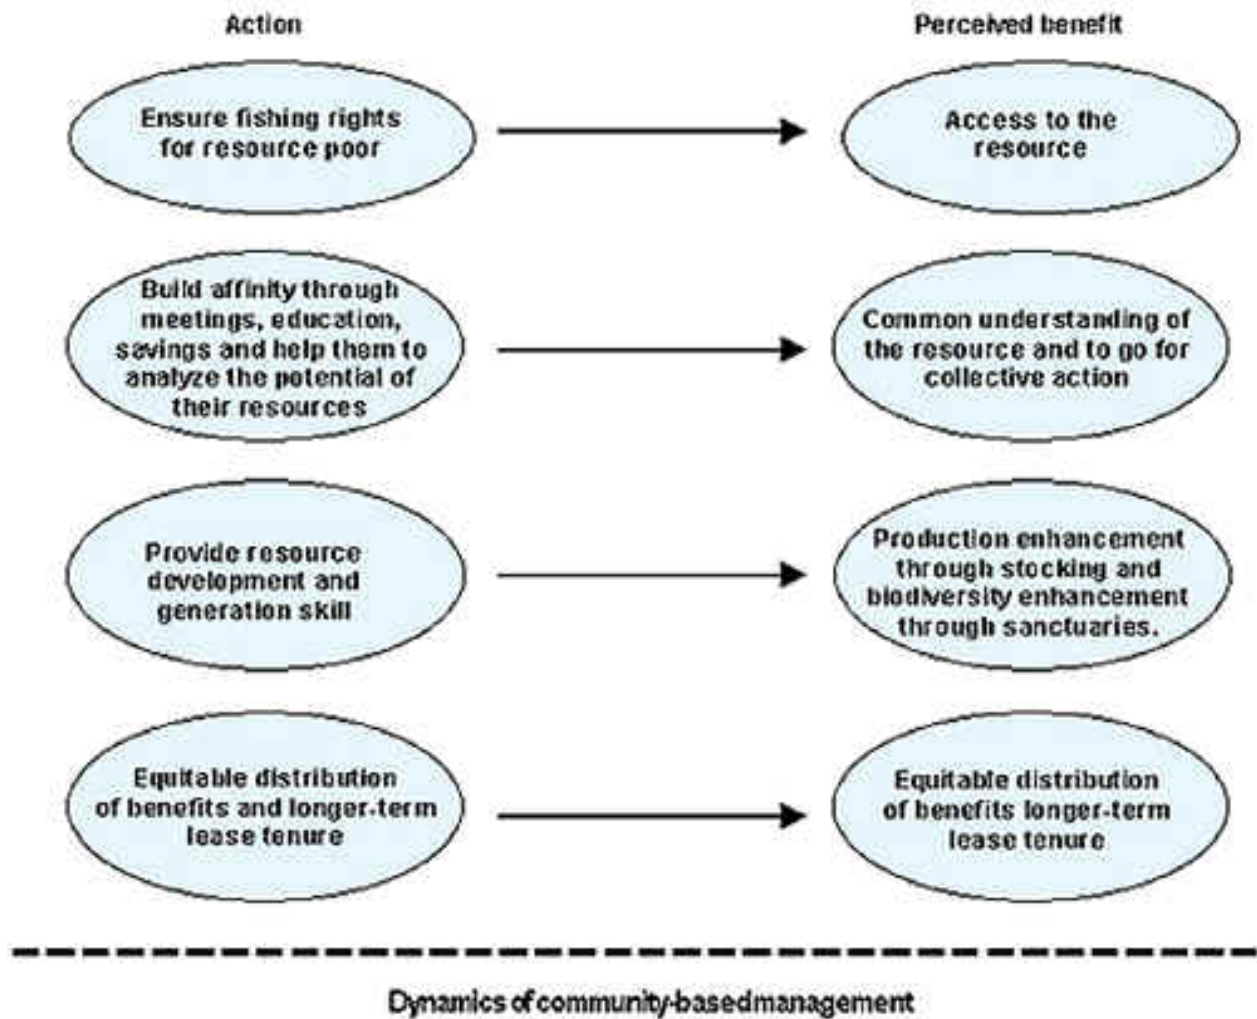 Action
Perceived benefit
Ensure fishing rights
for resource poor
Access to the
resource
Build affinity through
meetings, education,
savings and help them to
analyze the potential of
their resources
Common understanding of
the resource and to go for
collective action
Provide resource
development and
generation skill
Production enhancement
through stocking and
biodiversity enhancement
through sanctuaries.
Equitable distribution
of benefits and longer-term
lease tenure
Equitable distribution
of benefits longer-term
lease tenure
Dynamics of community-based management